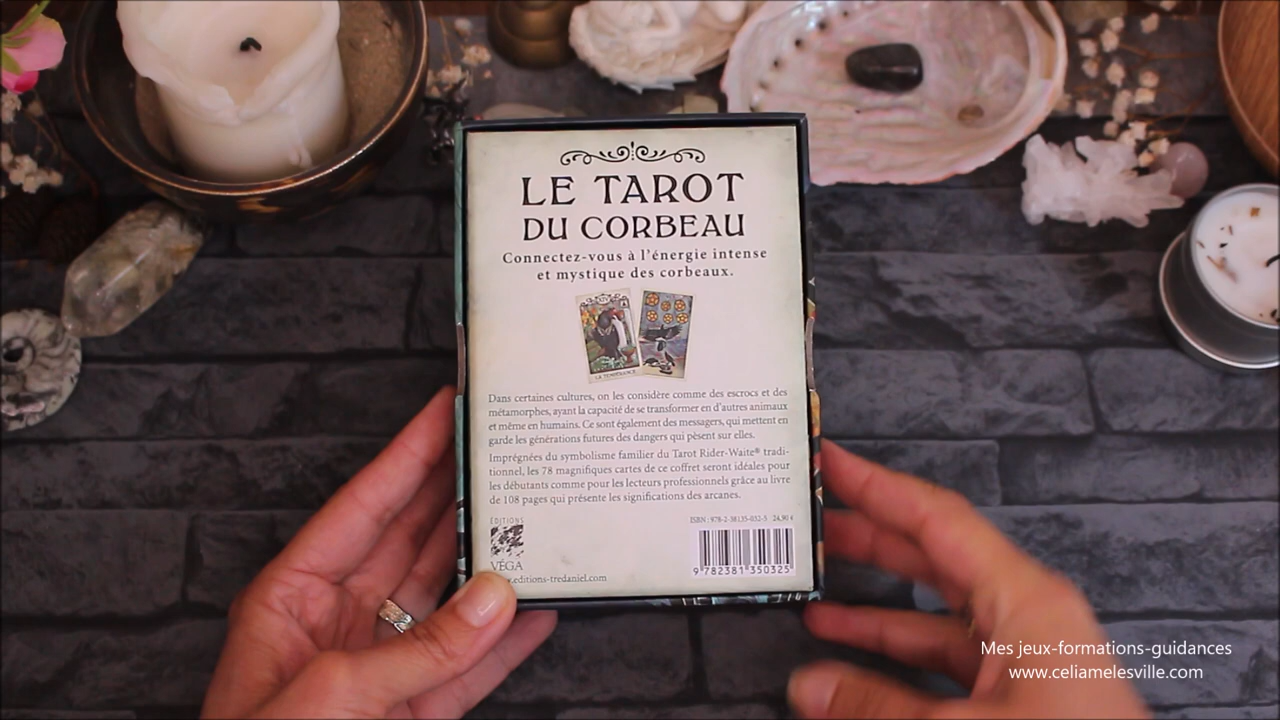 LE TAROT
DU CORBEAU
Connectez-vous à l'énergie intense
et mystique des corbeaux.
LA TEMPÉRANCE
Dans certaines cultures, on les considère comme des escrocs et des
métamorphes, ayant la capacité de se transformer en d'autres animaux
et même en humains. Ce sont également des messagers, qui mettent en
garde les générations futures des dangers qui pèsent sur elles.
Imprégnées du symbolisme familier du Tarot Rider-Waite® tradi-
tionnel, les 78 magnifiques cartes de ce coffret seront idéales pour
les débutants comme pour les lecteurs professionnels grâce au livre
de 108 pages qui présente les significations des arcanes.
ÉDITIONS
VÉGA
.editions-tredaniel.com
ISBN : 978-2-38135-032-5 24,90 €
9 782381 350325
Mes jeux-formations-guidances
www.celiamelesville.com